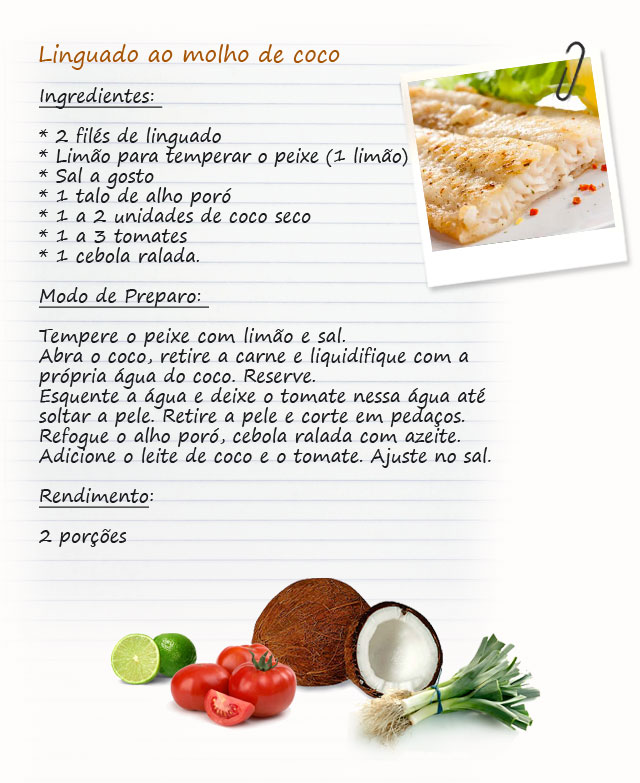 Linguado ao molho de coco
Ingredientes:
* 2 filés de linguado
* Limão para temperar o peixe (1 limão)
* Sal a gosto
* 1 talo de alho poró
* 1 a 2 unidades de coco seco
* 1 a 3 tomates
* 1 cebola ralada.
Modo de Preparo:
Tempere o peixe com limão e sal.
Abra o coco, retire a carne e liquidifique com a
própria água do coco. Reserve.
Esquente a água e deixe o tomate nessa água até
soltar a pele. Retire a pele e corte em pedaços.
Refogue o alho poró, cebola ralada com azeite.
Adicione o leite de coco e o tomate. Ajuste no sal.
Rendimento:
2 porções